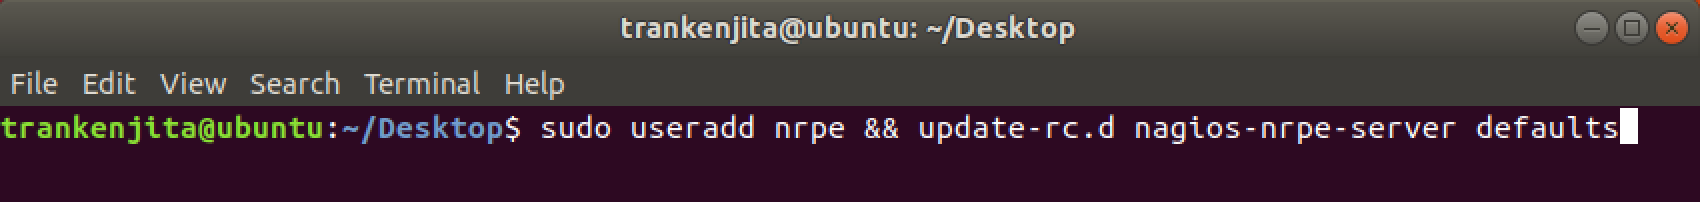 trankenjita@ubuntu: ~/Desktop
File Edit View Search Terminal Help
trankenjita@ubuntu:~/Desktop$ sudo useradd nrpe && update-rc.d nagios-nrpe-server defaults